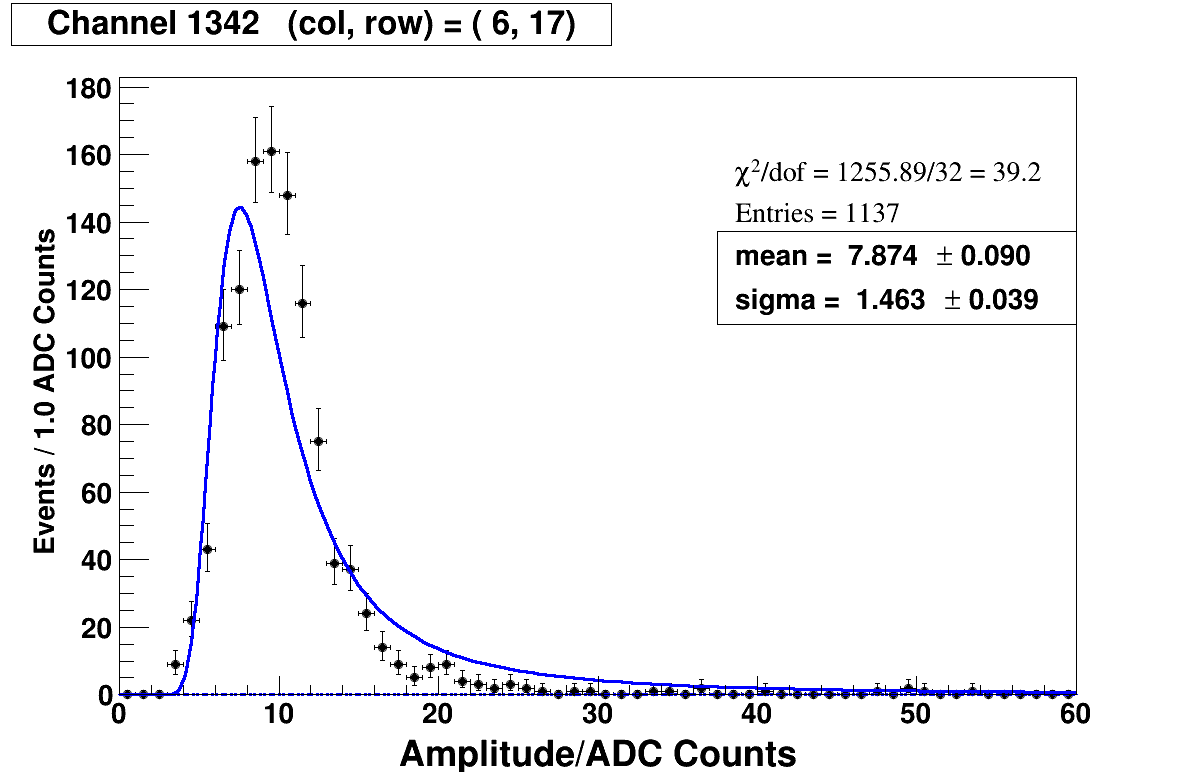 Channel 1342 (col, row) = ( 6, 17)
180
160
140
120
100
80
60
40
20
0
Events / 1.0 ADC Counts
χ²/dof = 1255.89/32 = 39.2
Entries = 1137
mean = 7.874 ± 0.090
sigma = 1.463 ± 0.039
0 10 20 30 40 50 60
Amplitude/ADC Counts